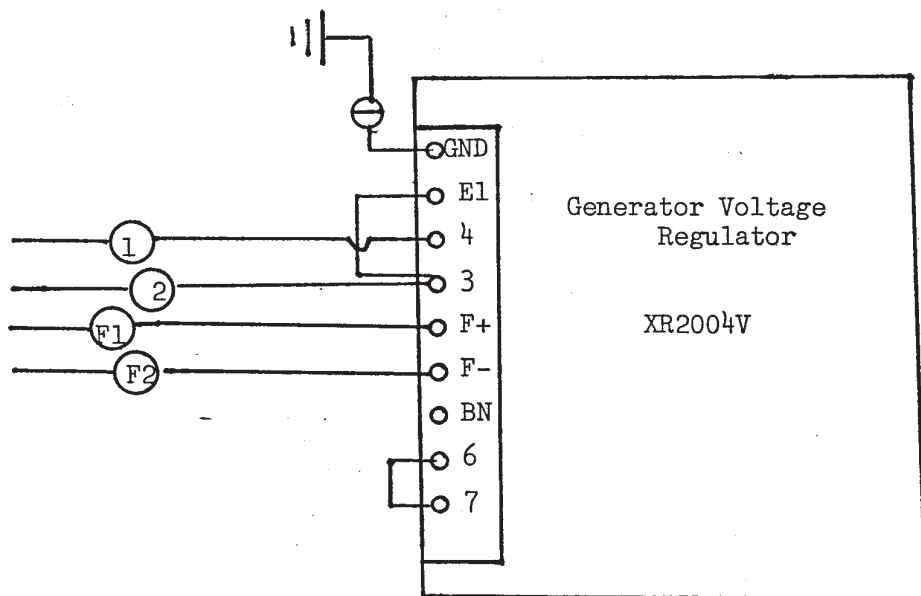 GND
E1
1
4
2
3
F1
F+
F2
F-
BN
6
7
Generator Voltage
Regulator
XR2004V